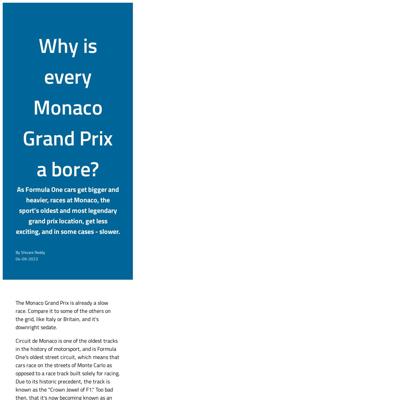 Why is
every
Monaco
Grand Prix
a bore?
As Formula One cars get bigger and
heavier, races at Monaco, the
sport's oldest and most legendary
grand prix location, get less
exciting, and in some cases - slower.
By Shivani Reddy
04-09-2023
The Monaco Grand Prix is already a slow
race. Compare it to some of the others on
the grid, like Italy or Britain, and it's
downright sedate.
Circuit de Monaco is one of the oldest tracks
in the history of motorsport, and is Formula
One's oldest street circuit, which means that
cars race on the streets of Monte Carlo as
opposed to a race track built solely for racing.
Due to its historic precedent, the track is
known as the "Crown Jewel of F1." Too bad
then, that it's now becoming known as an